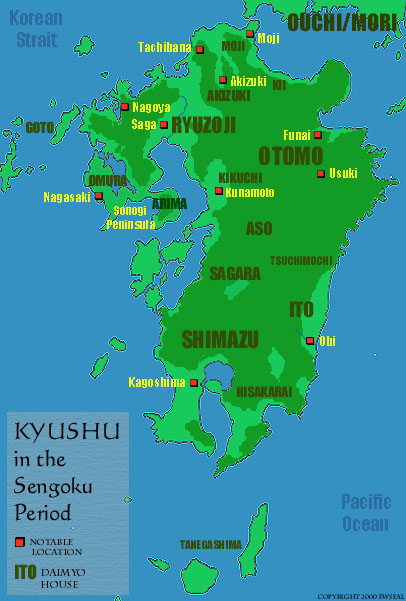 Korean
Strait
OUCHI/MORI
Moji
MOJI
Tachibana
Akizuki
KII
AKIZUKI
Nagoya
Saga
RYUZOJI
GOTO
Funai
OTOMO
OMURA
KIKUCHI
Usuki
Nagasaki
ARIMA
Kunamoto
Sonogi
Peninsula
ASO
TSUCHIMOCHI
SAGARA
ITO
SHIMAZU
Obi
Kagoshima
HISAKARAI
KYUSHU
in the
Sengoku
Period
NOTABLE
LOCATION
ITO DAIMYO
HOUSE
Pacific
Ocean
TANEGASHIMA
COPYRIGHT 2000 FWSEAL